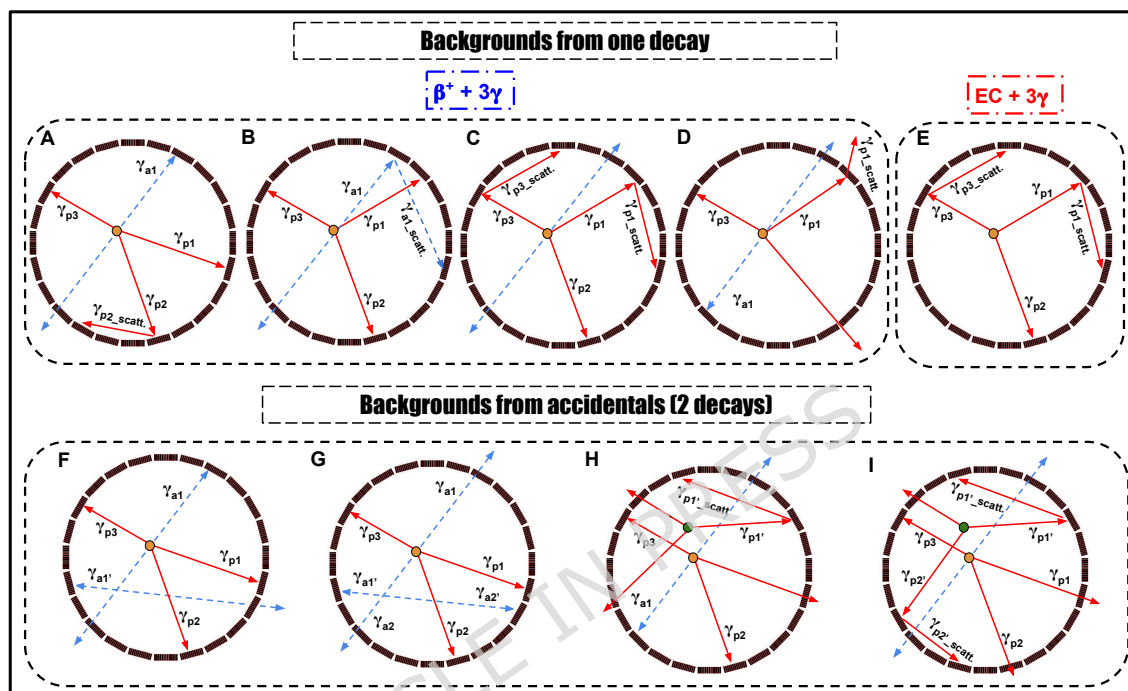 Backgrounds from one decay
β⁺ + 3γ
EC + 3γ
A
γa1
γp3
γp1
γp2
γp2_scatt.
B
γa1
γp3
γp1
γa1_scatt.
γp2
C
γp3_scatt.
γp3
γp1
γp1_scatt.
γp2
D
γp1_scatt.
γp3
γp1
γa1
E
γp3_scatt.
γp3
γp1
γp1_scatt.
γp2
Backgrounds from accidentals (2 decays)
F
γa1
γp3
γp1
γa1'
γp2
G
γa1
γp3
γp1
γa1'
γa2'
γa2
γp2
H
γp1'_scatt.
γp3
γp1'
γa1
γp2
I
γp1'_scatt.
γp3
γp1'
γp2'
γp1
γp2'_scatt.
γp2
CLE IN PRESS